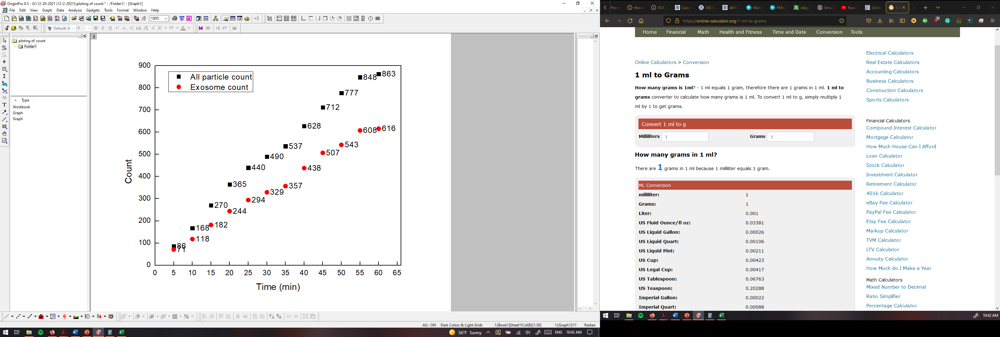 OriginPro 8.5 - G:\12-20-2021 (12-2-2021)\ploting of count * - /Folder1/ - [Graph1]
File Edit View Graph Data Analysis Gadgets Tools Format Window Help
100%
Default: A 0
ploting of count
Folder1
Type
Workbook
Graph
Graph
1
900
800
700
600
500
400
300
200
100
0
Count
All particle count
Exosome count
863
848
777
712
628
616
608
543
537
507
490
440
438
365
357
329
294
270
244
182
168
118
86
71
0 5 10 15 20 25 30 35 40 45 50 55 60 65
Time (min)
AU : ON Dark Colors & Light Grids 1:[Book1]Sheet1!Col(B)[1:30] 1:[Graph1]1!1 Radian
56°F Sunny ENG 10:42 AM
Proce thesis ECE T Case S USCIS All Fo Watc FMov Jalape Smok Russe Confi
https://online-calculator.org/1-ml-to-grams
Home Financial Math Health and Fitness Time and Date Conversion Tools
Online Calculators > Conversion
1 ml to Grams
How many grams is 1ml? - 1 ml equals 1 gram, therefore there are 1 grams in 1 ml. 1 ml to
grams converter to calculate how many grams is 1 ml. To convert 1 ml to g, simply multiply 1
ml by 1 to get grams.
Convert 1 ml to g
Milliliters 1 Grams 1
How many grams in 1 ml?
There are 1 grams in 1 ml because 1 milliliter equals 1 gram.
ML Conversion
milliliter: 1
Grams: 1
Liter: 0.001
US Fluid Ounce/fl oz: 0.03381
US Liquid Gallon: 0.00026
US Liquid Quart: 0.00106
US Liquid Pint: 0.00211
US Cup: 0.00423
US Legal Cup: 0.00417
US Tablespoon: 0.06763
US Teaspoon: 0.20288
Imperial Gallon: 0.00022
Imperial Quart: 0.00088
Electrical Calculators
Real Estate Calculators
Accounting Calculators
Business Calculators
Construction Calculators
Sports Calculators
Financial Calculators
Compound Interest Calculator
Mortgage Calculator
How Much House Can I Afford
Loan Calculator
Stock Calculator
Investment Calculator
Retirement Calculator
401k Calculator
eBay Fee Calculator
PayPal Fee Calculator
Etsy Fee Calculator
Markup Calculator
TVM Calculator
LTV Calculator
Annuity Calculator
How Much do I Make a Year
Math Calculators
Mixed Number to Decimal
Ratio Simplifier
Percentage Calculator
10:42 AM